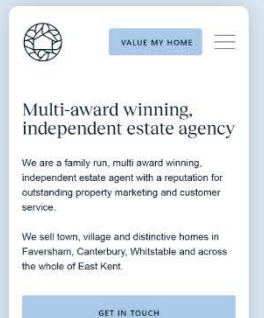 VALUE MY HOME
Multi-award winning,
independent estate agency
We are a family run, multi award winning,
independent estate agent with a reputation for
outstanding property marketing and customer
service.
We sell town, village and distinctive homes in
Faversham, Canterbury, Whitstable and across
the whole of East Kent.
GET IN TOUCH